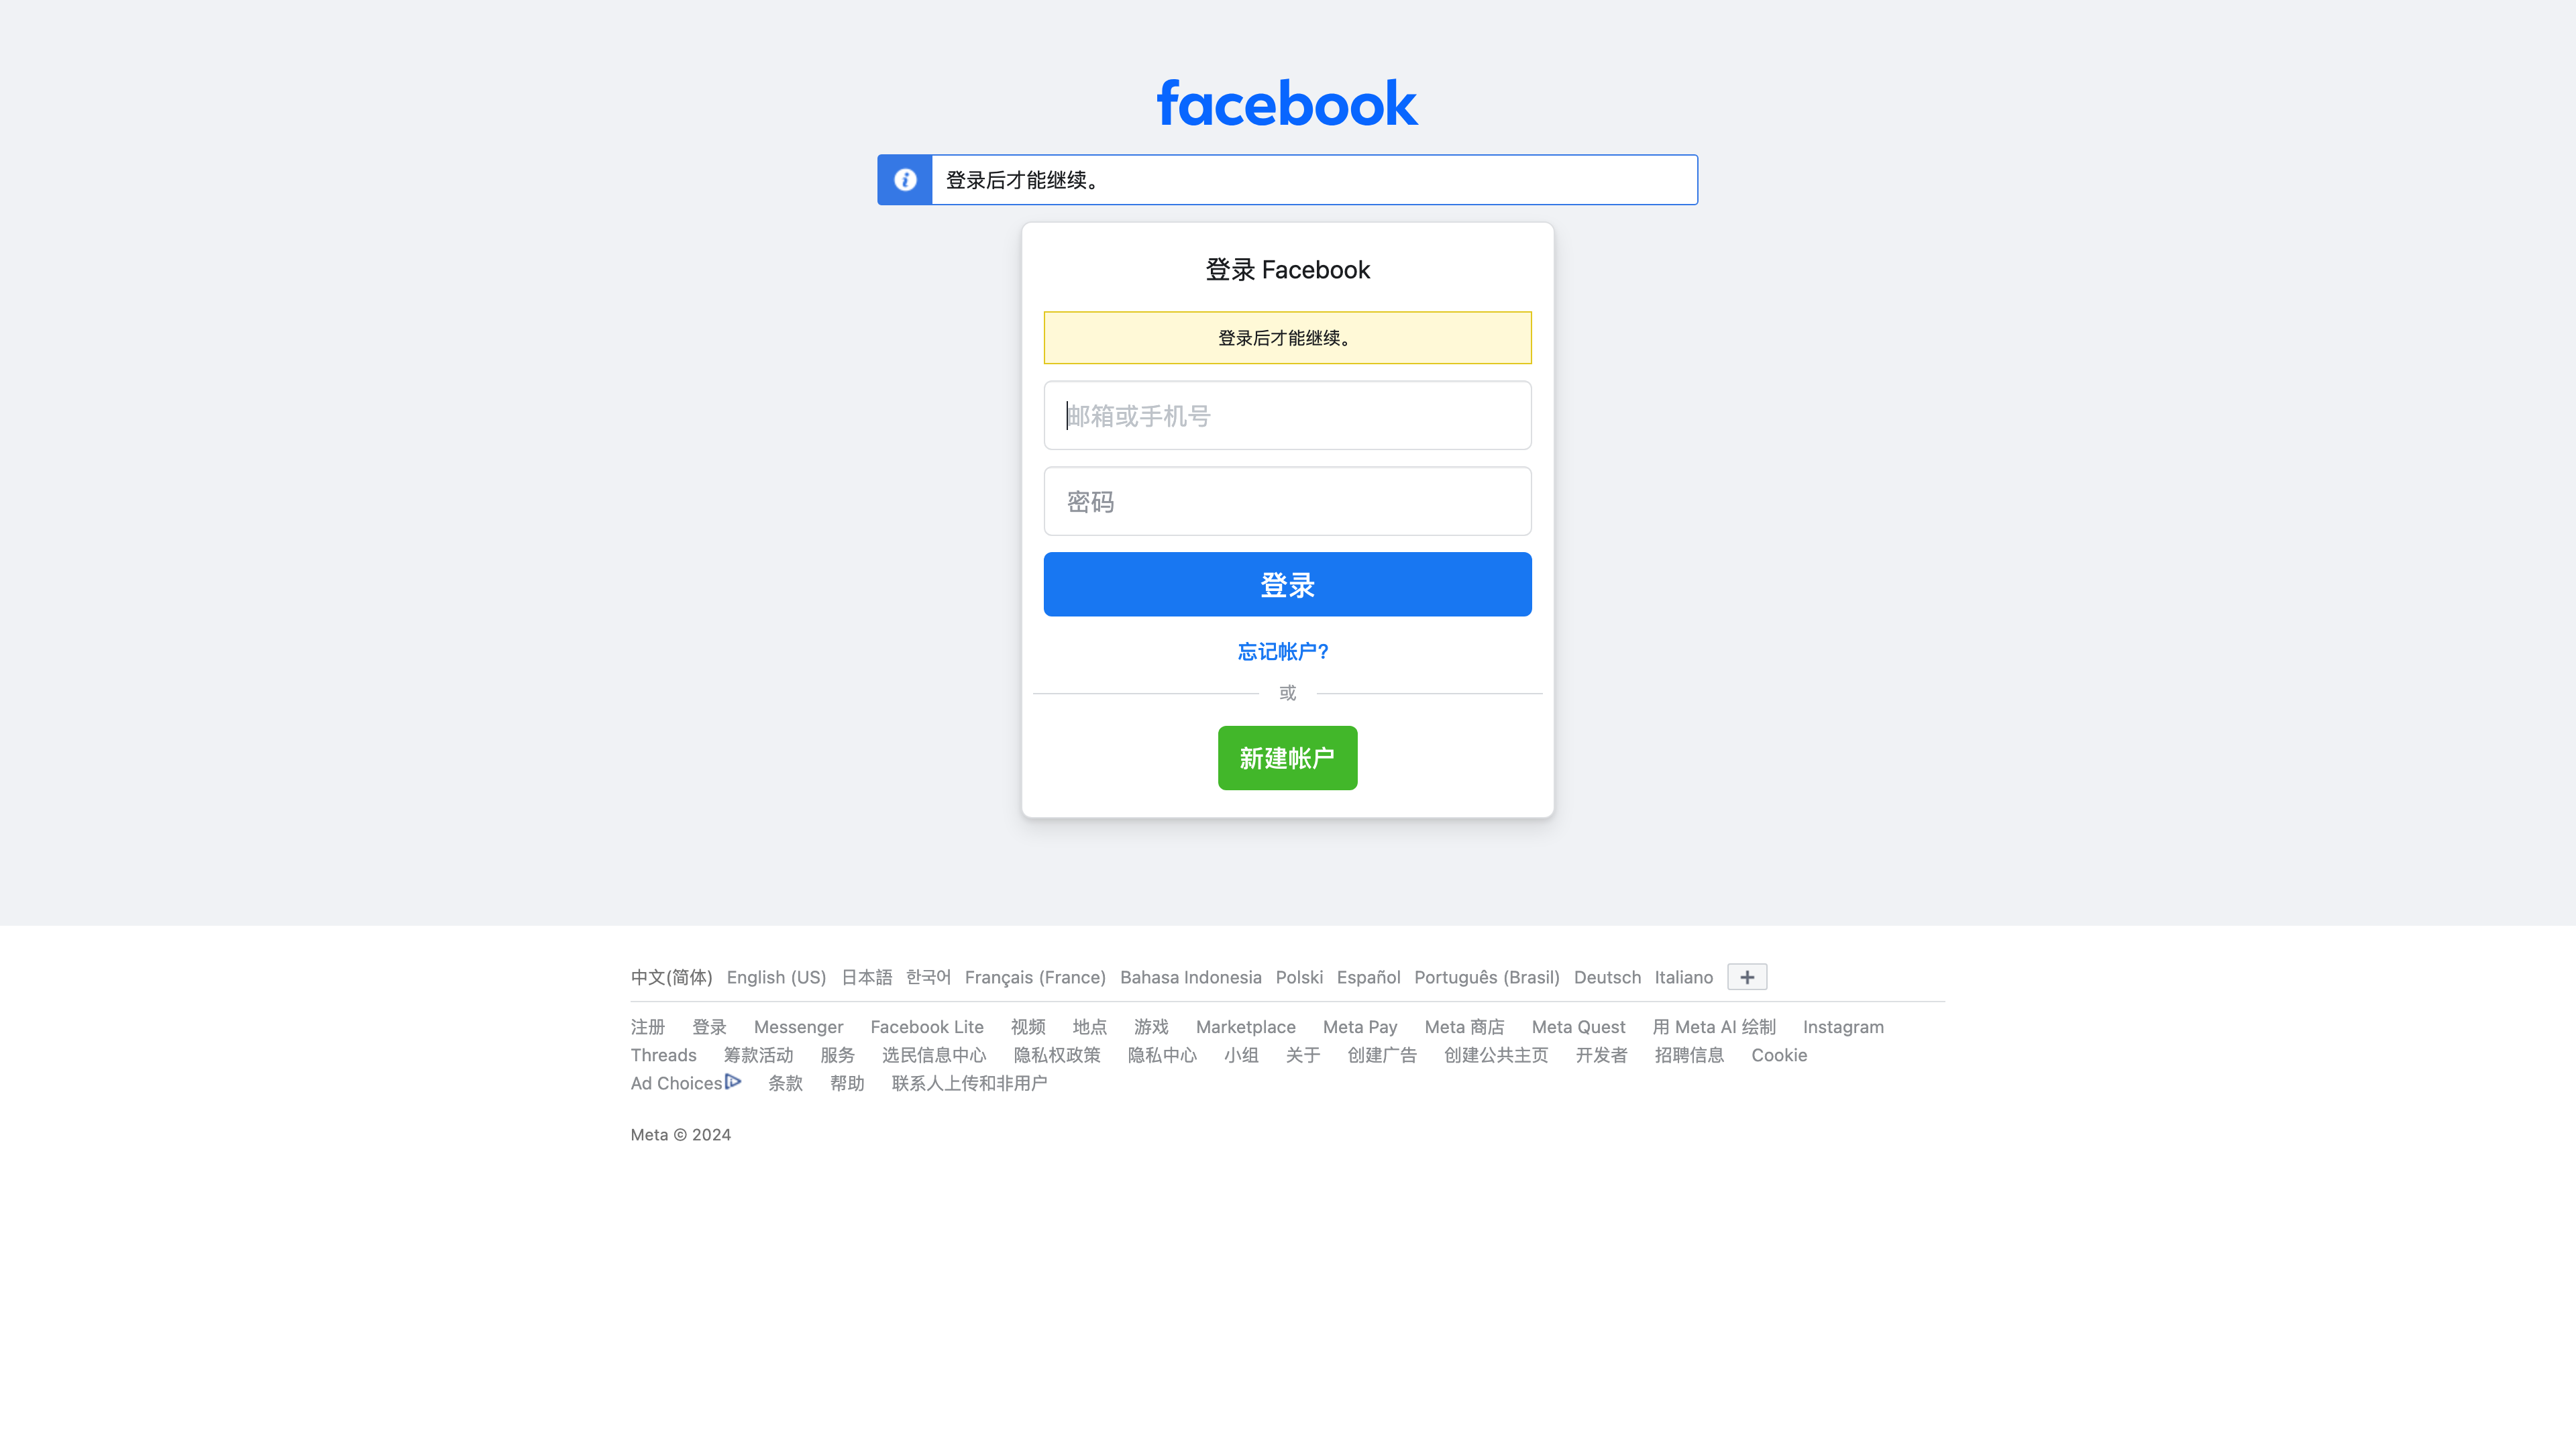 facebook
登录后才能继续。
登录 Facebook
登录后才能继续。
邮箱或手机号
密码
登录
忘记帐户?
或
新建帐户
中文(简体) English (US) 日本語 한국어 Français (France) Bahasa Indonesia Polski Español Português (Brasil) Deutsch Italiano
注册 登录 Messenger Facebook Lite 视频 地点 游戏 Marketplace Meta Pay Meta 商店 Meta Quest 用 Meta AI 绘制 Instagram
Threads 筹款活动 服务 选民信息中心 隐私权政策 隐私中心 小组 关于 创建广告 创建公共主页 开发者 招聘信息 Cookie
Ad Choices 条款 帮助 联系人上传和非用户
Meta © 2024